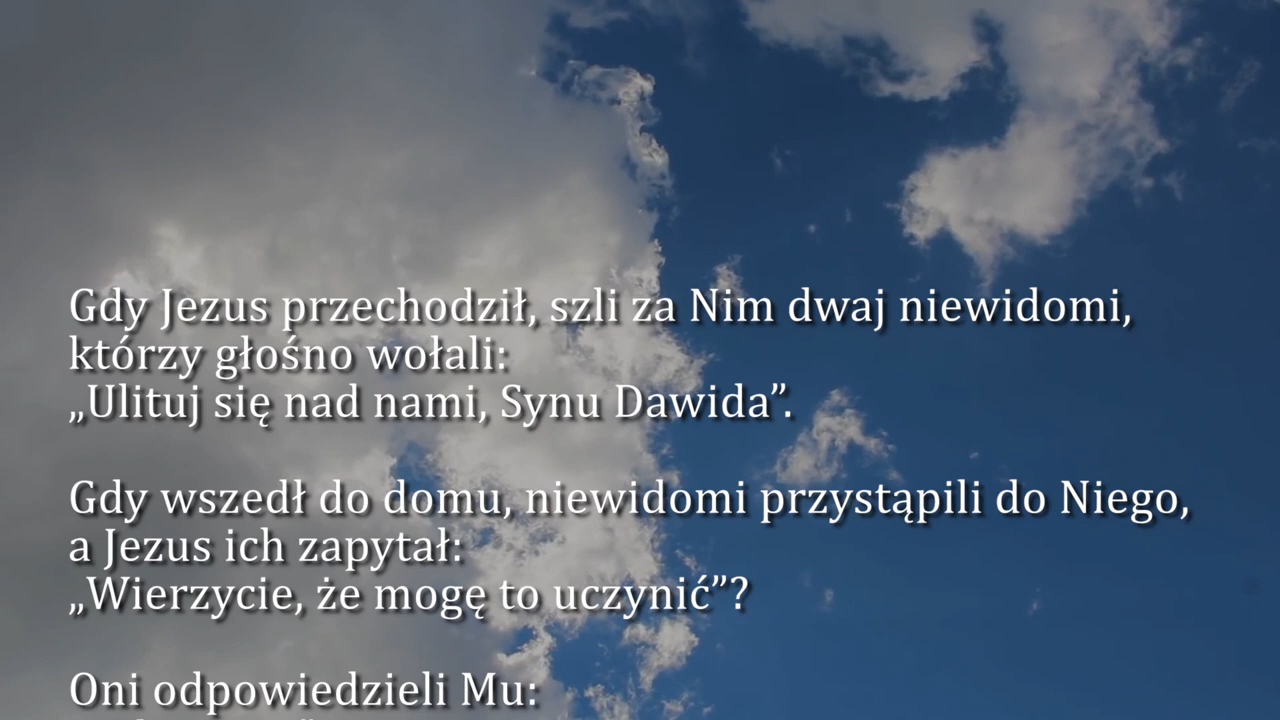 Gdy Jezus przechodził, szli za Nim dwaj niewidomi,
którzy głośno wołali:
„Ulituj się nad nami, Synu Dawida”.
Gdy wszedł do domu, niewidomi przystąpili do Niego,
a Jezus ich zapytał:
„Wierzycie, że mogę to uczynić”?
Oni odpowiedzieli Mu: